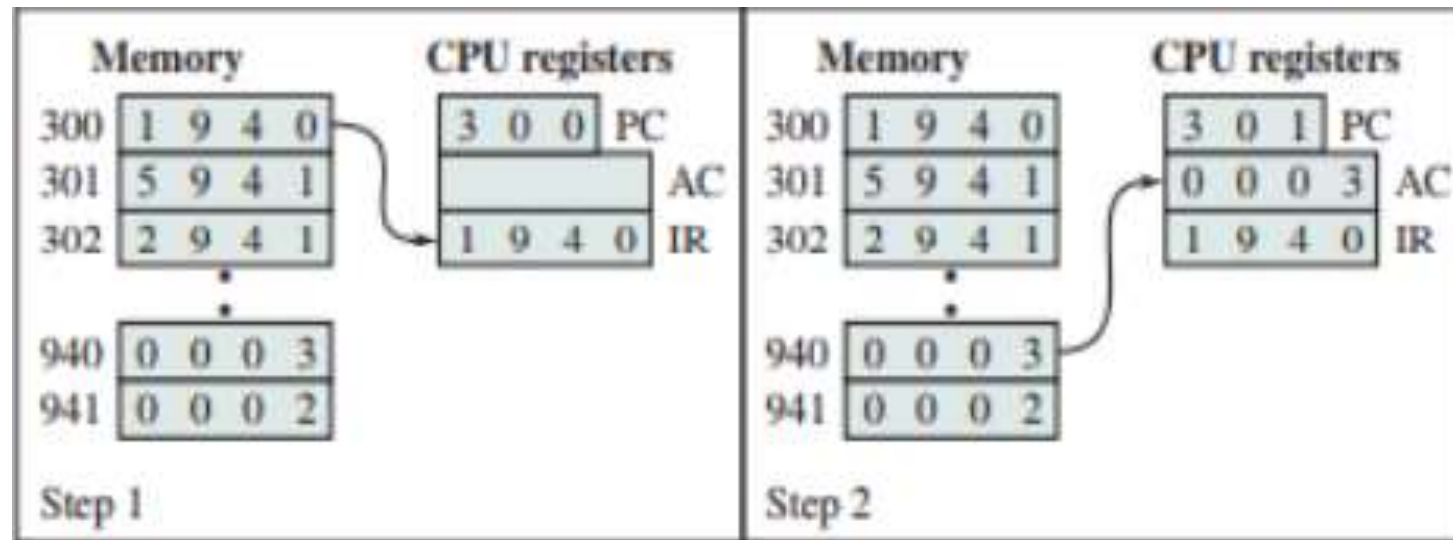 Memory CPU registers
300 1 9 4 0 3 0 0 PC
301 5 9 4 1 AC
302 2 9 4 1 1 9 4 0 IR
940 0 0 0 3
941 0 0 0 2
Step 1
Memory CPU registers
300 1 9 4 0 3 0 1 PC
301 5 9 4 1 0 0 0 3 AC
302 2 9 4 1 1 9 4 0 IR
940 0 0 0 3
941 0 0 0 2
Step 2